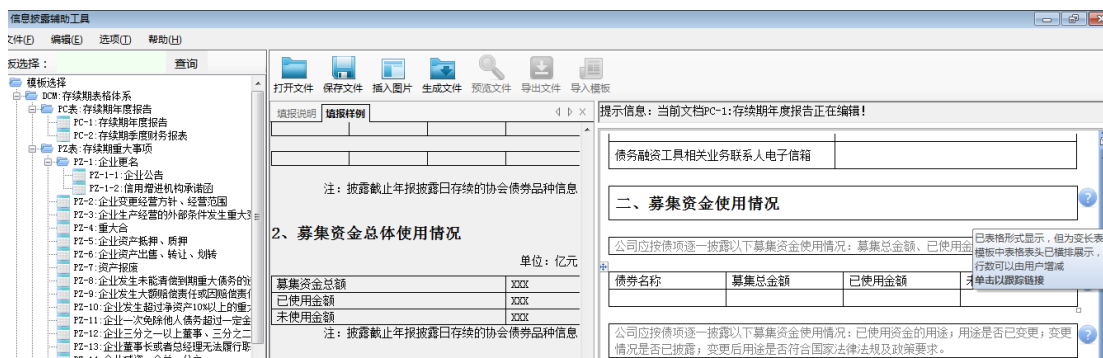 信息披露辅助工具
文件(F) 编辑(E) 选项(T) 帮助(H)
板选择： 查询
模板选择
DCM:存续期表格体系
PC表:存续期年度报告
PC-1:存续期年度报告
PC-2:存续期季度财务报表
PZ表:存续期重大事项
PZ-1:企业更名
PZ-1-1:企业公告
PZ-1-2:信用增进机构承诺函
PZ-2:企业变更经营方针、经营范围
PZ-3:企业生产经营的外部条件发生重大变
PZ-4:重大合
PZ-5:企业资产抵押、质押
PZ-6:企业资产出售、转让、划转
PZ-7:资产报废
PZ-8:企业发生未能清偿到期重大债务的违
PZ-9:企业发生大额赔偿责任或因赔偿责任
PZ-10:企业发生超过净资产10%以上的重大
PZ-11:企业一次免除他人债务超过一定金
PZ-12:企业三分之一以上董事、三分之二
PZ-13:企业董事长或者总经理无法履行职
打开文件 保存文件 插入图片 生成文件 预览文件 导出文件 导入模板
填报说明 填报样例
注：披露截止年报披露日存续的协会债券品种信息
2、募集资金总体使用情况
单位：亿元
募集资金总额 XXX
已使用金额 XXX
未使用金额 XXX
注：披露截止年报披露日存续的协会债券品种信息
提示信息：当前文档PC-1:存续期年度报告正在编辑！
债务融资工具相关业务联系人电子信箱
二、募集资金使用情况
公司应按债项逐一披露以下募集资金使用情况：募集总金额、已使用金
已表格形式显示，但为变长表
模板中表格表头已横排展示，
行数可以由用户增减
单击以跟踪链接
债券名称 募集总金额 已使用金额
公司应按债项逐一披露以下募集资金使用情况：已使用资金的用途；用途是否已变更；变更
情况是否已披露；变更后用途是否符合国家法律法规及政策要求。